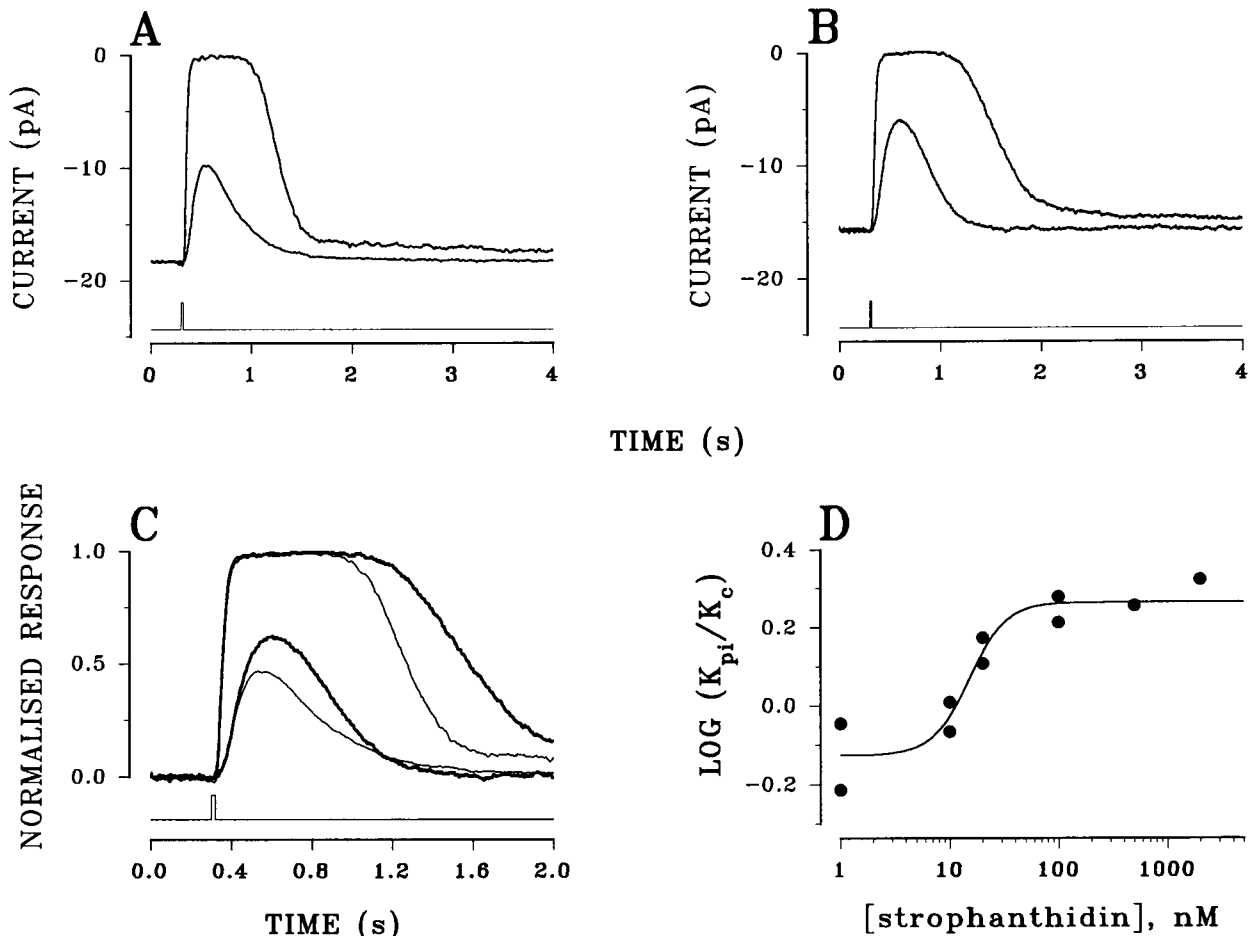 A
B
CURRENT (pA)
0
-10
-20
0 1 2 3 4
CURRENT (pA)
0
-10
-20
0 1 2 3 4
TIME (s)
C
D
NORMALISED RESPONSE
1.0
0.5
0.0
0.0 0.4 0.8 1.2 1.6 2.0
TIME (s)
LOG (Kpi/Kc)
0.4
0.2
0.0
-0.2
1 10 100 1000
[strophanthidin], nM